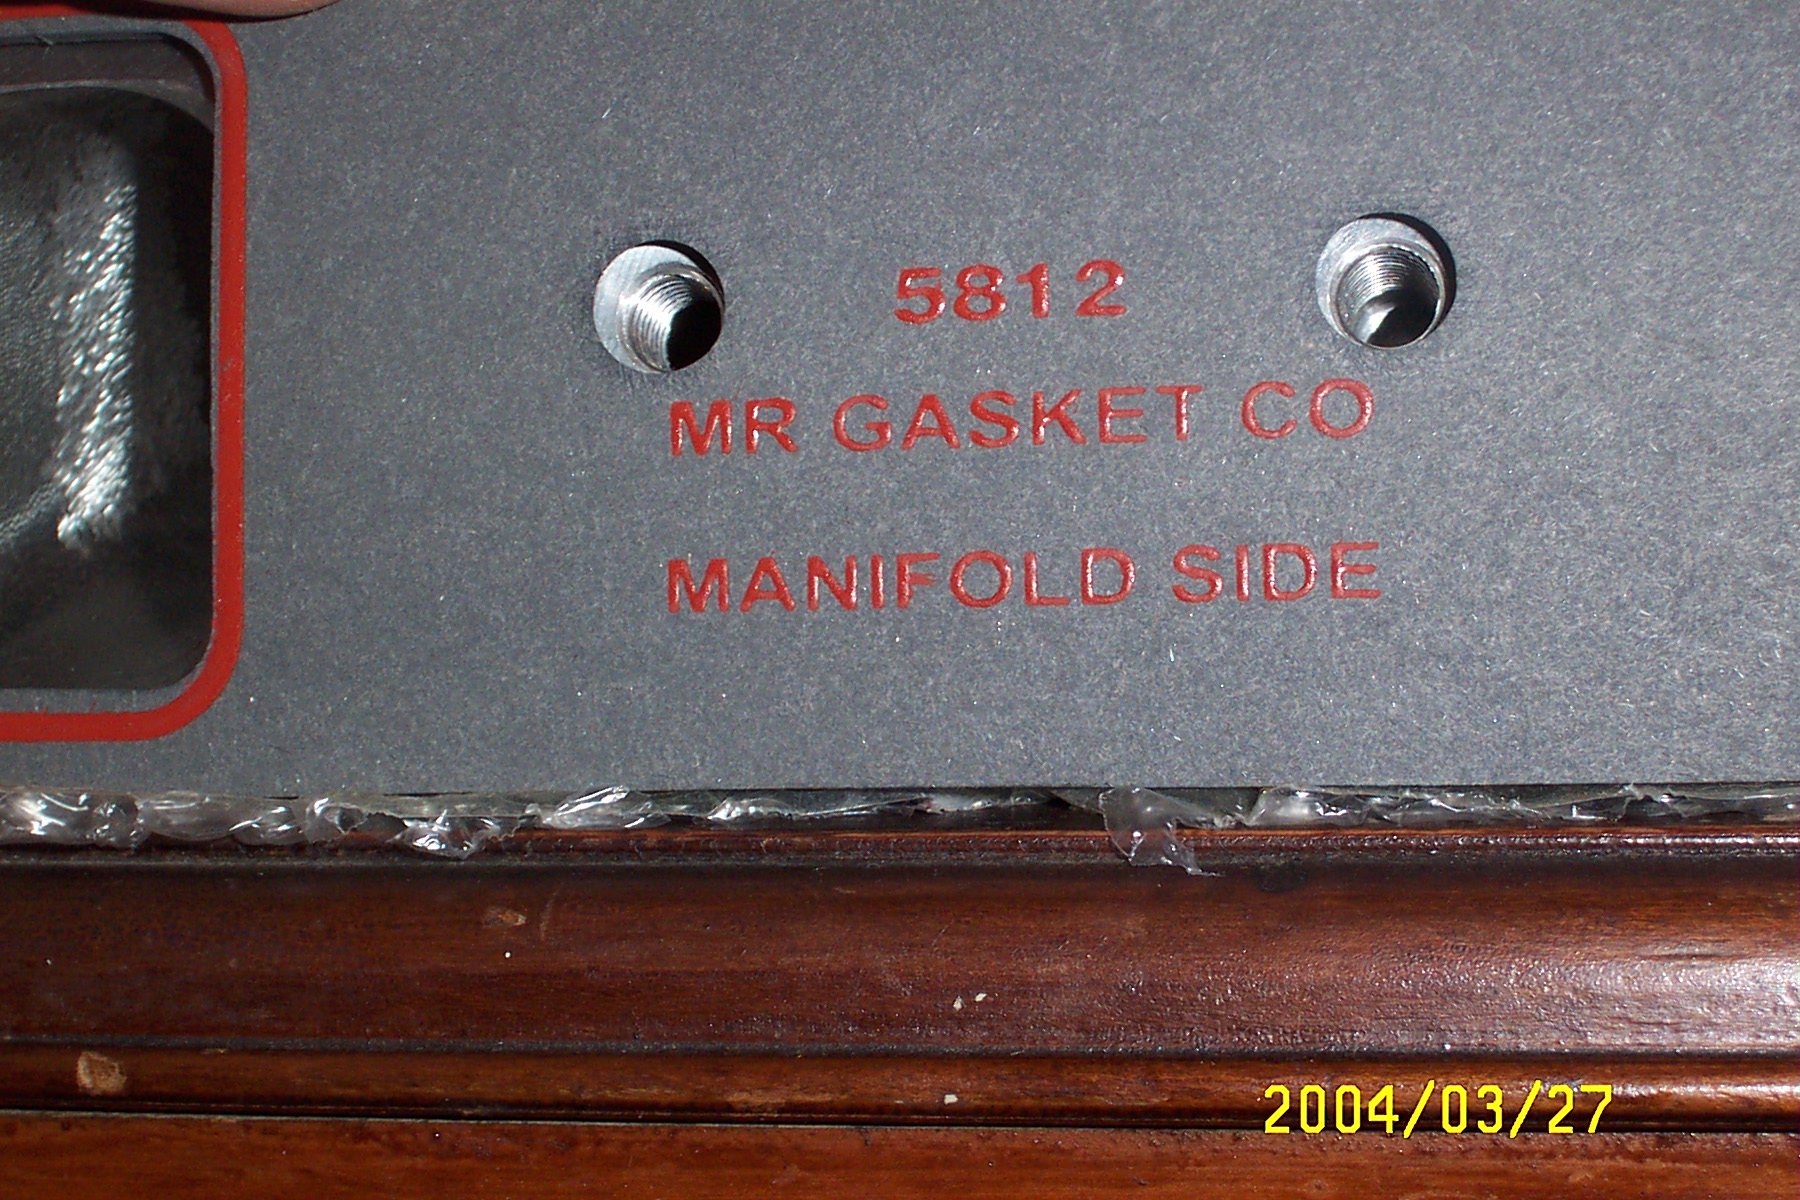 5812
MR GASKET CO
MANIFOLD SIDE
2004/03/27